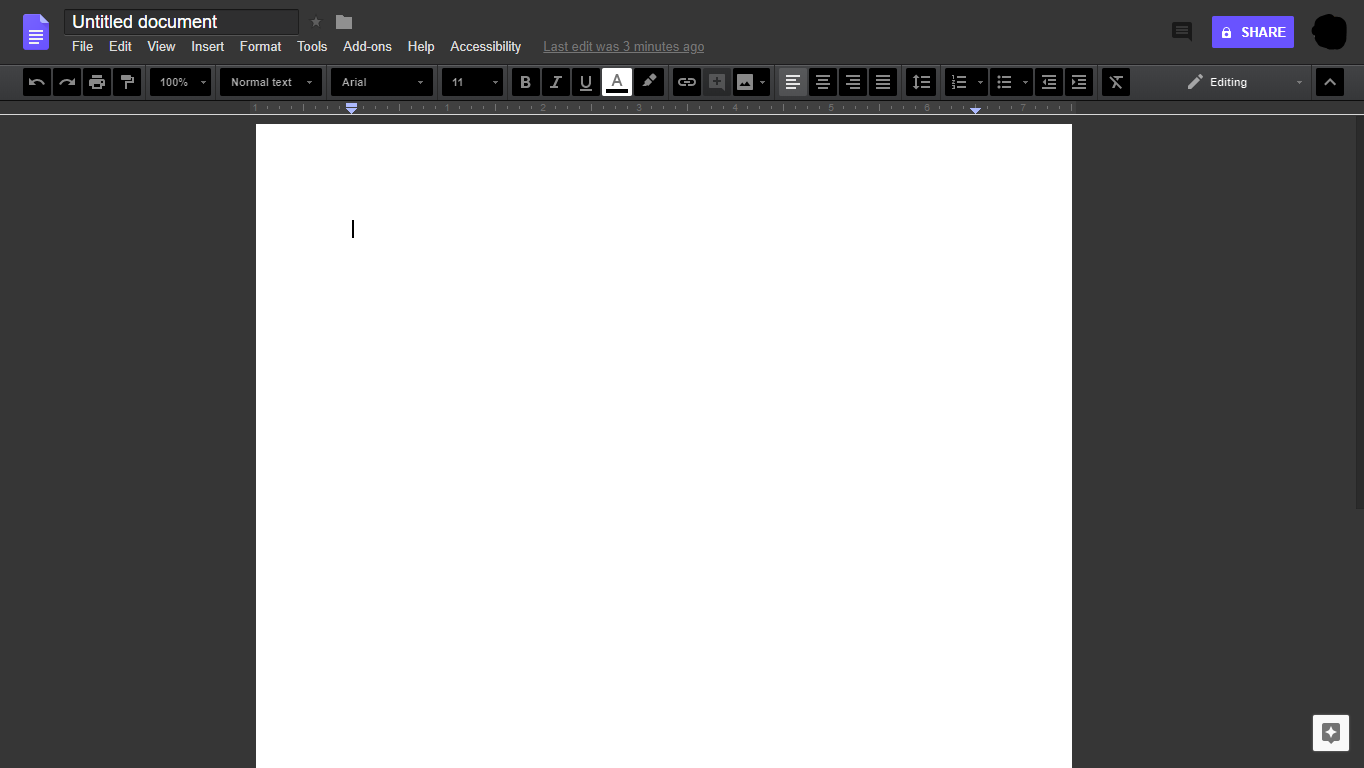 Untitled document
File Edit View Insert Format Tools Add-ons Help Accessibility Last edit was 3 minutes ago
SHARE
100% Normal text Arial 11 B I U A Editing
1 1 2 3 4 5 6 7